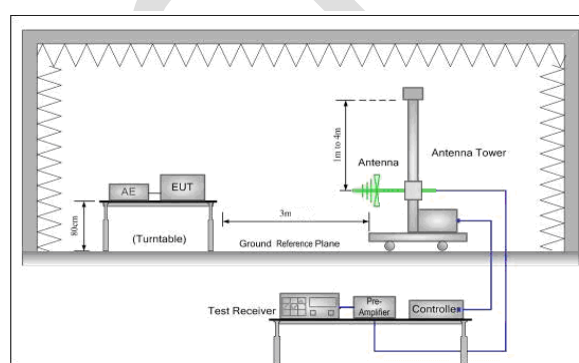 1m to 4m
Antenna
Antenna Tower
AE
EUT
80cm
3m
(Turntable)
Ground Reference Plane
Test Receiver
Pre-
Amplifier
Controller